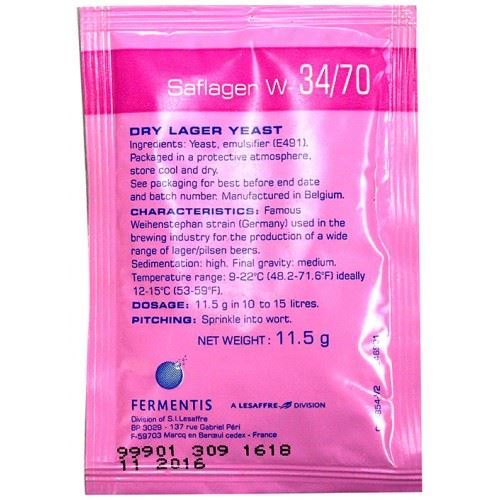 Saflager W-34/70
DRY LAGER YEAST
Ingredients: Yeast, emulsifier (E491).
Packaged in a protective atmosphere,
store cool and dry.
See packaging for best before end date
and batch number. Manufactured in Belgium.
CHARACTERISTICS: Famous
Weihenstephan strain (Germany) used in the
brewing industry for the production of a wide
range of lager/pilsen beers.
Sedimentation: high. Final gravity: medium.
Temperature range: 9-22°C (48.2-71.6°F) ideally
12-15°C (53-59°F).
DOSAGE: 11.5 g in 10 to 15 litres.
PITCHING: Sprinkle into wort.
NET WEIGHT: 11.5 g
FERMENTIS
A LESAFFRE DIVISION
Division of S.I.Lesaffre
BP 3029 - 137 rue Gabriel Péri
F-59703 Marcq en Barœul cedex - France
99901 309 1618
11 2016